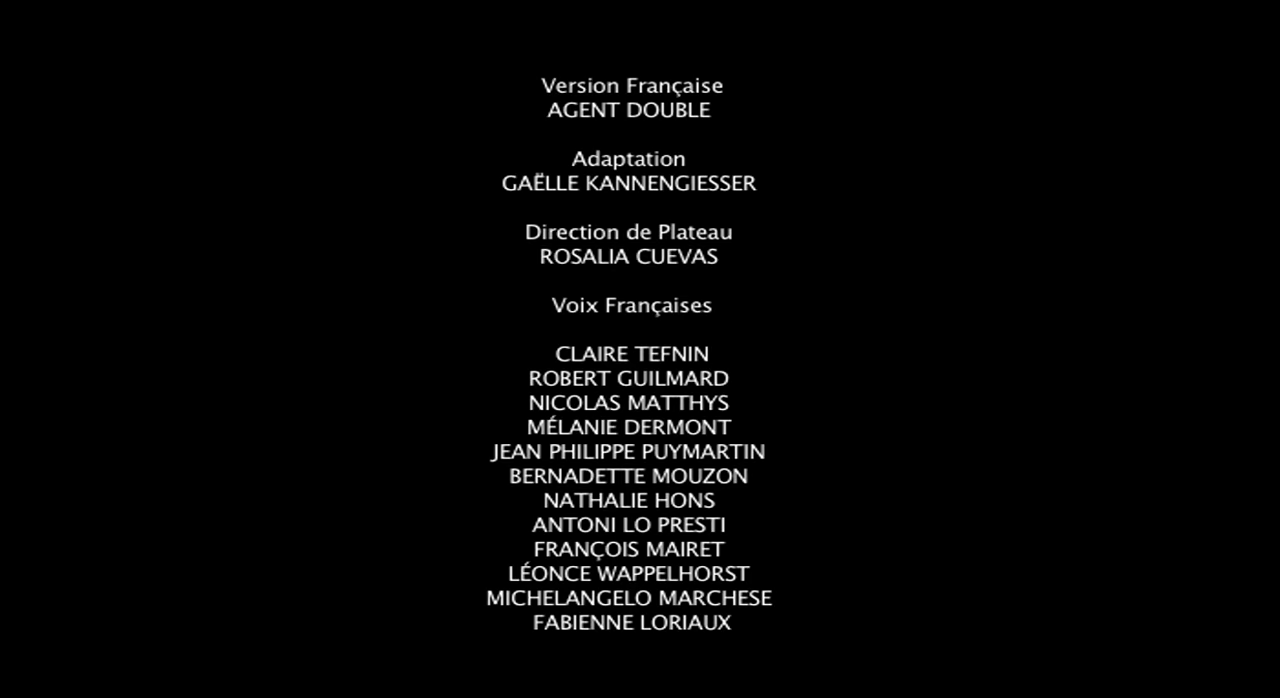 Version Française
AGENT DOUBLE
Adaptation
GAËLLE KANNENGIESSER
Direction de Plateau
ROSALIA CUEVAS
Voix Françaises
CLAIRE TEFNIN
ROBERT GUILMARD
NICOLAS MATTHYS
MÉLANIE DERMONT
JEAN PHILIPPE PUYMARTIN
BERNADETTE MOUZON
NATHALIE HONS
ANTONI LO PRESTI
FRANÇOIS MAIRET
LÉONCE WAPPELHORST
MICHELANGELO MARCHESE
FABIENNE LORIAUX